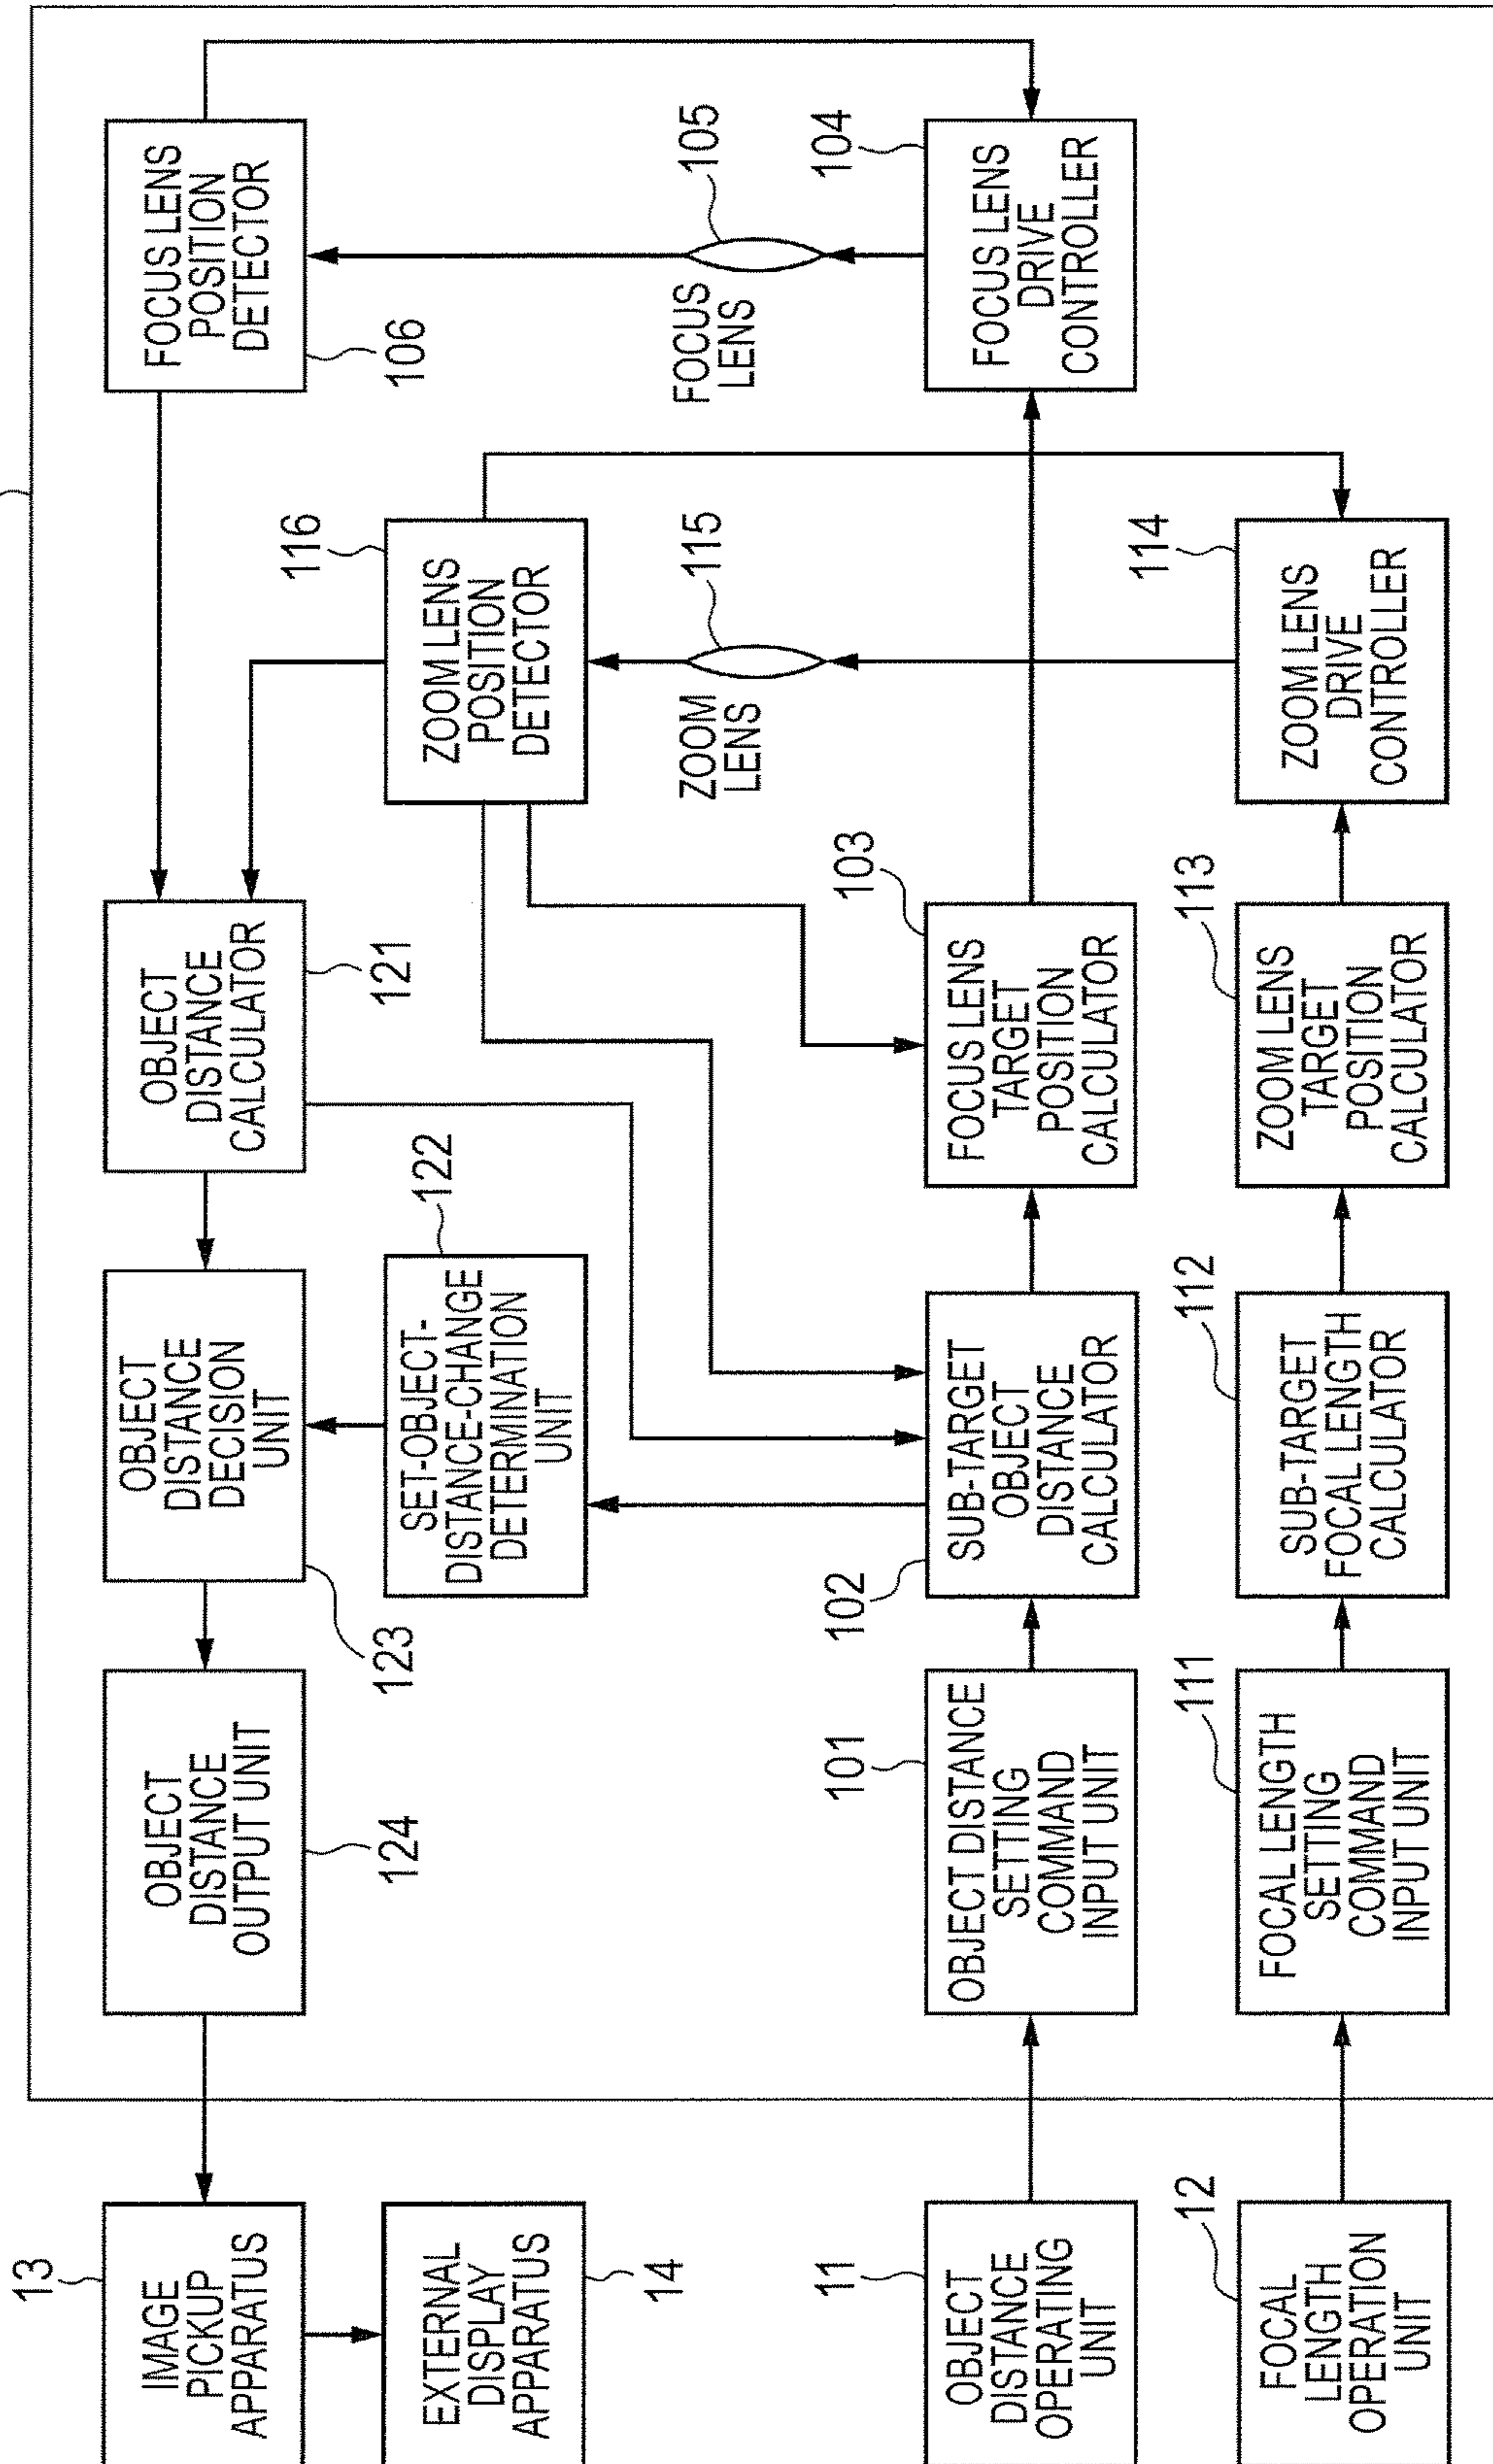 13
IMAGE
PICKUP
APPARATUS
EXTERNAL
DISPLAY
APPARATUS
14
11
OBJECT
DISTANCE
OPERATING
UNIT
12
FOCAL
LENGTH
OPERATION
UNIT
OBJECT
DISTANCE
OUTPUT UNIT
124
OBJECT
DISTANCE
DECISION
UNIT
123
OBJECT
DISTANCE
CALCULATOR
121
FOCUS LENS
POSITION
DETECTOR
106
122
SET-OBJECT-
DISTANCE-CHANGE
DETERMINATION
UNIT
116
ZOOM LENS
POSITION
DETECTOR
115
ZOOM
LENS
105
FOCUS
LENS
101
OBJECT DISTANCE
SETTING
COMMAND
INPUT UNIT
102
SUB-TARGET
OBJECT
DISTANCE
CALCULATOR
103
FOCUS LENS
TARGET
POSITION
CALCULATOR
104
FOCUS LENS
DRIVE
CONTROLLER
111
FOCAL LENGTH
SETTING
COMMAND
INPUT UNIT
112
SUB-TARGET
FOCAL LENGTH
CALCULATOR
113
ZOOM LENS
TARGET
POSITION
CALCULATOR
114
ZOOM LENS
DRIVE
CONTROLLER